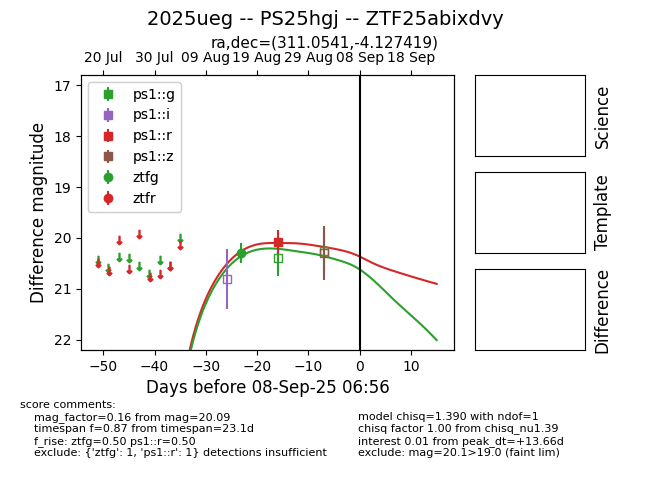 2025ueg -- PS25hgj -- ZTF25abixdvy
ra,dec=(311.0541,-4.127419)
20 Jul 30 Jul 09 Aug 19 Aug 29 Aug 08 Sep 18 Sep
17
18
19
20
21
22
Difference magnitude
ps1::g
ps1::i
ps1::r
ps1::z
ztfg
ztfr
−50 −40 −30 −20 −10 0 10
Days before 08-Sep-25 06:56
Science
Template
Difference
score comments:
mag_factor=0.16 from mag=20.09
timespan f=0.87 from timespan=23.1d
f_rise: ztfg=0.50 ps1::r=0.50
exclude: {'ztfg': 1, 'ps1::r': 1} detections insufficient
model chisq=1.390 with ndof=1
chisq factor 1.00 from chisq_nu1.39
interest 0.01 from peak_dt=+13.66d
exclude: mag=20.1>19.0 (faint lim)